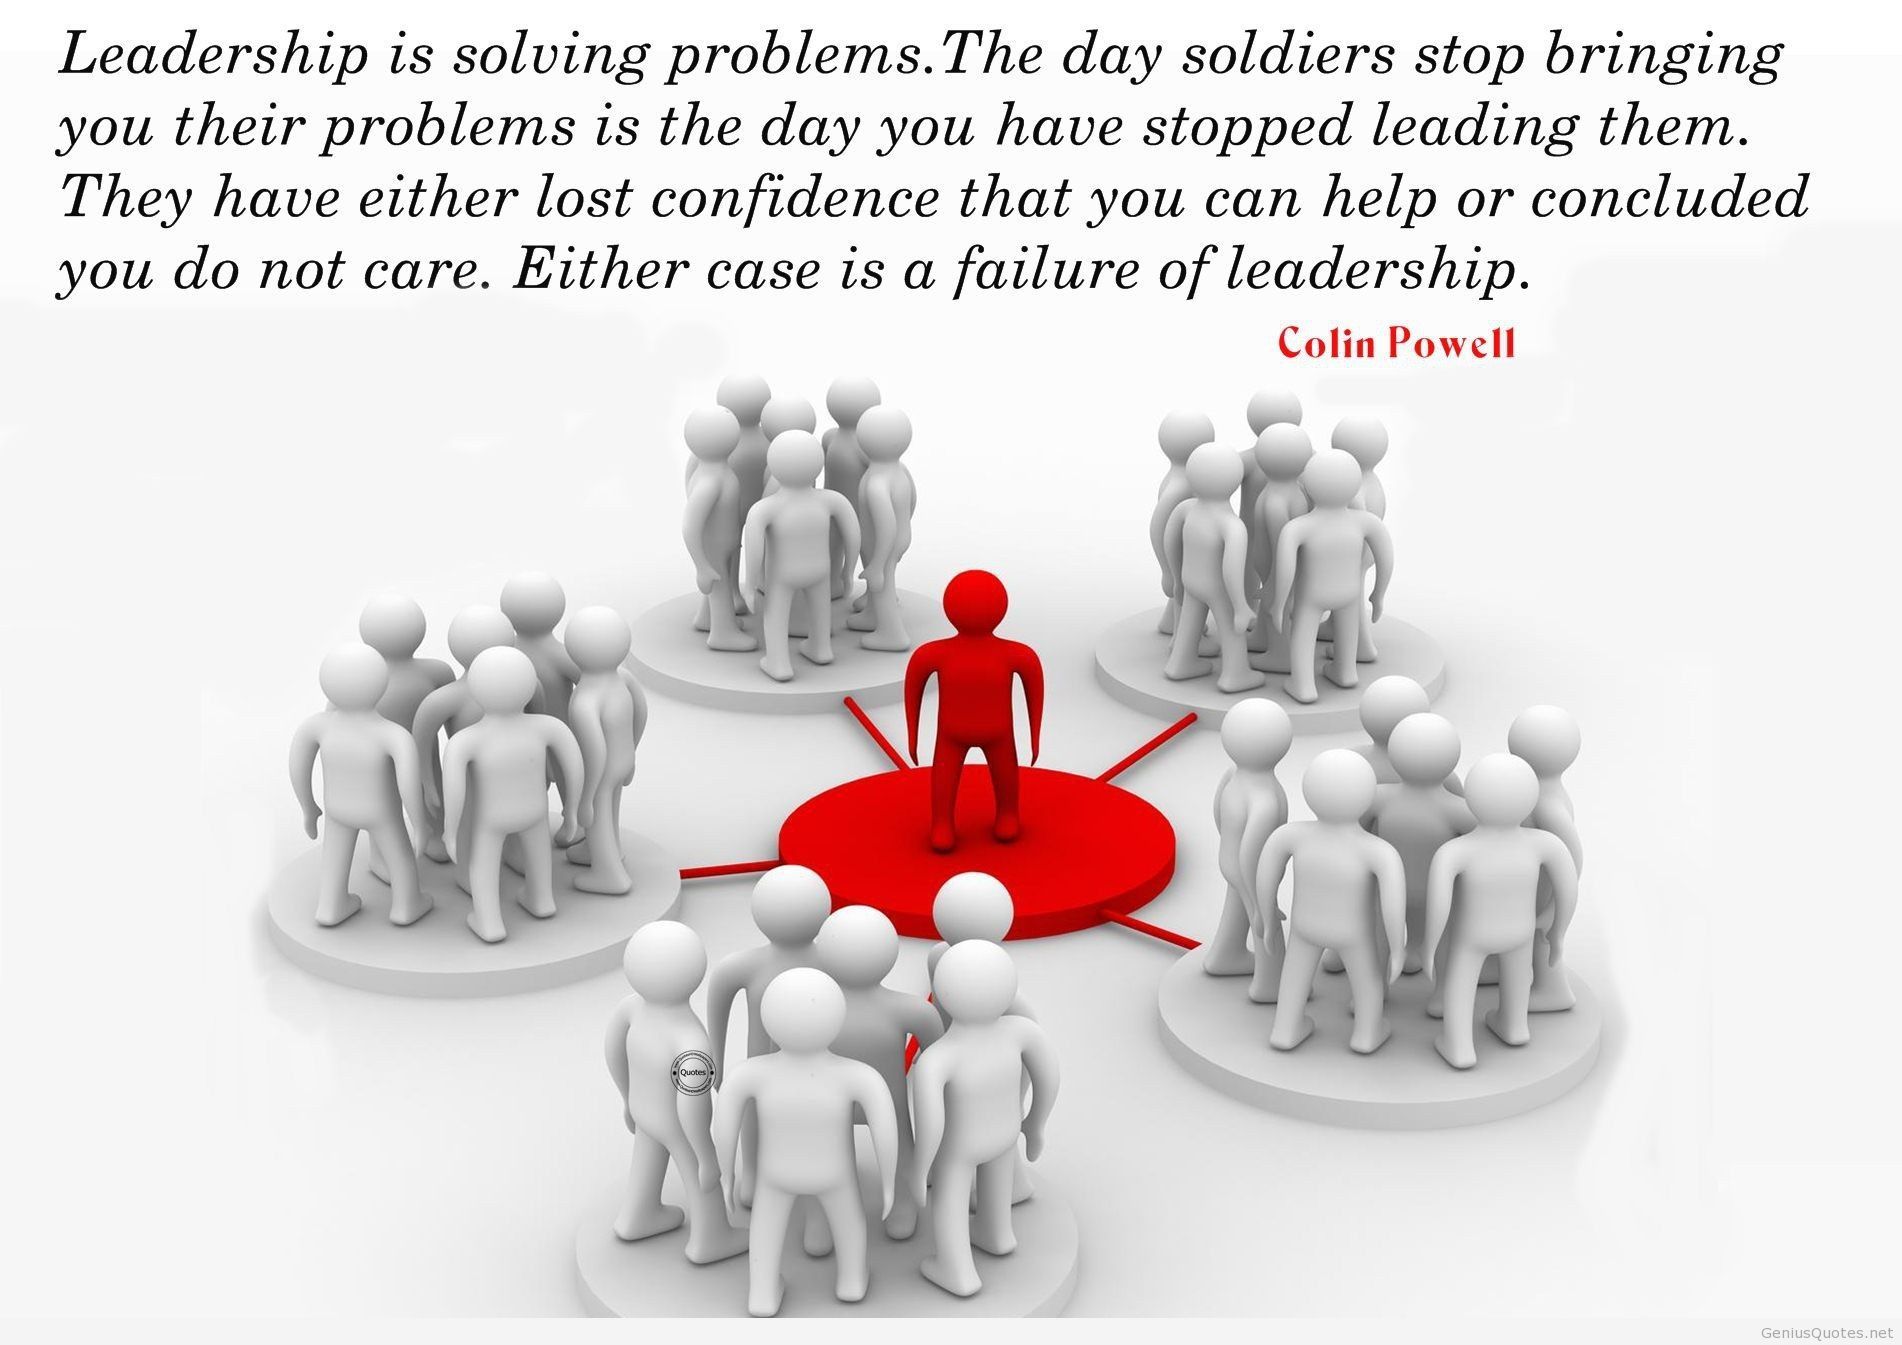 Leadership is solving problems.The day soldiers stop bringing
you their problems is the day you have stopped leading them.
They have either lost confidence that you can help or concluded
you do not care. Either case is a failure of leadership.
Colin Powell
Quotes
GeniusQuotes.net